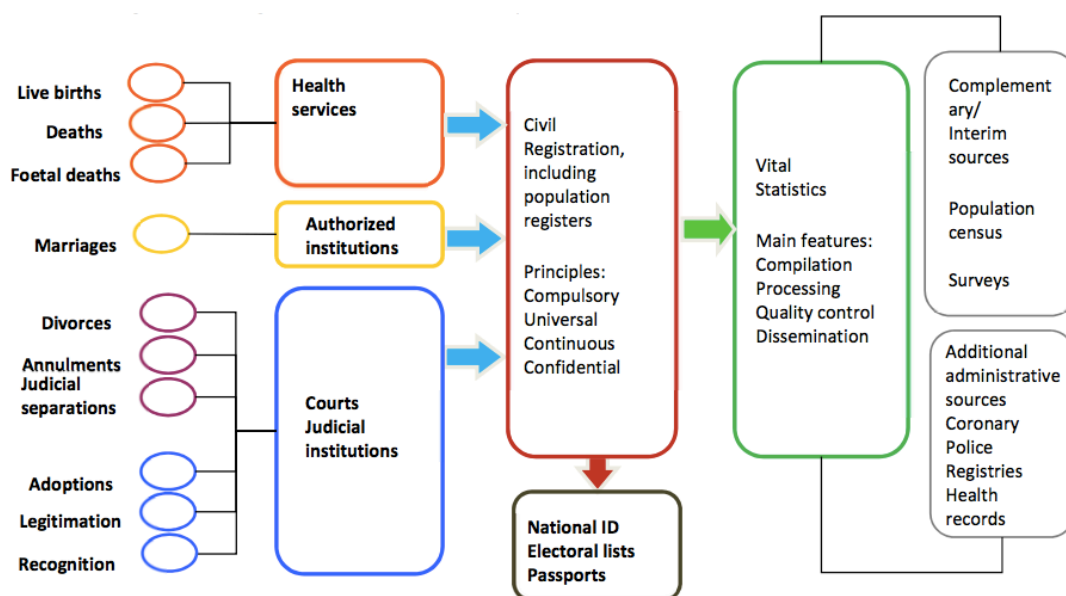 Live births
Deaths
Foetal deaths
Marriages
Divorces
Annulments
Judicial
separations
Adoptions
Legitimation
Recognition
Health
services
Authorized
institutions
Courts
Judicial
institutions
Civil
Registration,
including
population
registers
Principles:
Compulsory
Universal
Continuous
Confidential
National ID
Electoral lists
Passports
Vital
Statistics
Main features:
Compilation
Processing
Quality control
Dissemination
Complement
ary/
Interim
sources
Population
census
Surveys
Additional
administrative
sources
Coronary
Police
Registries
Health
records